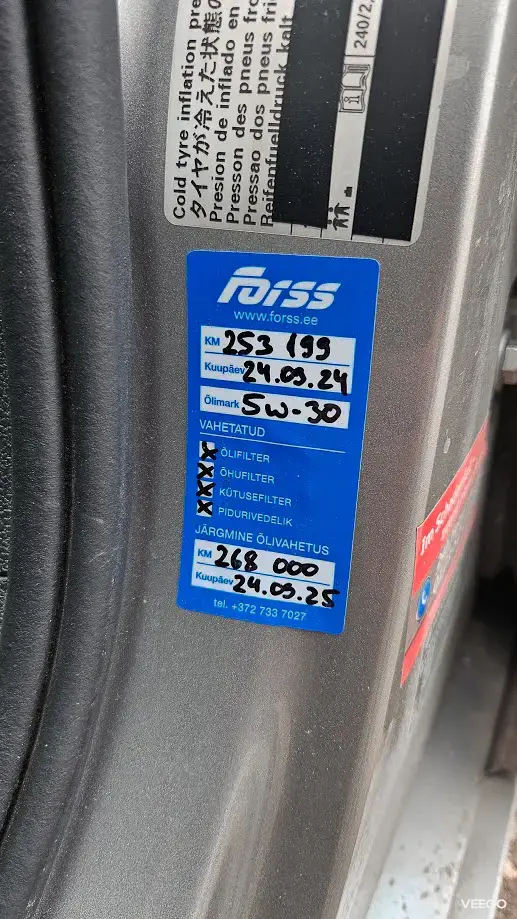 Cold tyre inflation pre
タイヤが冷えた状態の
Presion de inflado en
Pression des pneus fro
Pressao dos pneus fri
Reifenfuelldruck kalt
240/2,
Forss
www.forss.ee
KM 253 199
Kuupäev 24.03.24
Õlimark 5W-30
VAHETATUD
X ÕLIFILTER
X ÕHUFILTER
X KÜTUSEFILTER
X PIDURIVEDELIK
JÄRGMINE ÕLIVAHETUS
KM 268 000
Kuupäev 24.03.25
tel. +372 733 7027
VEEGO